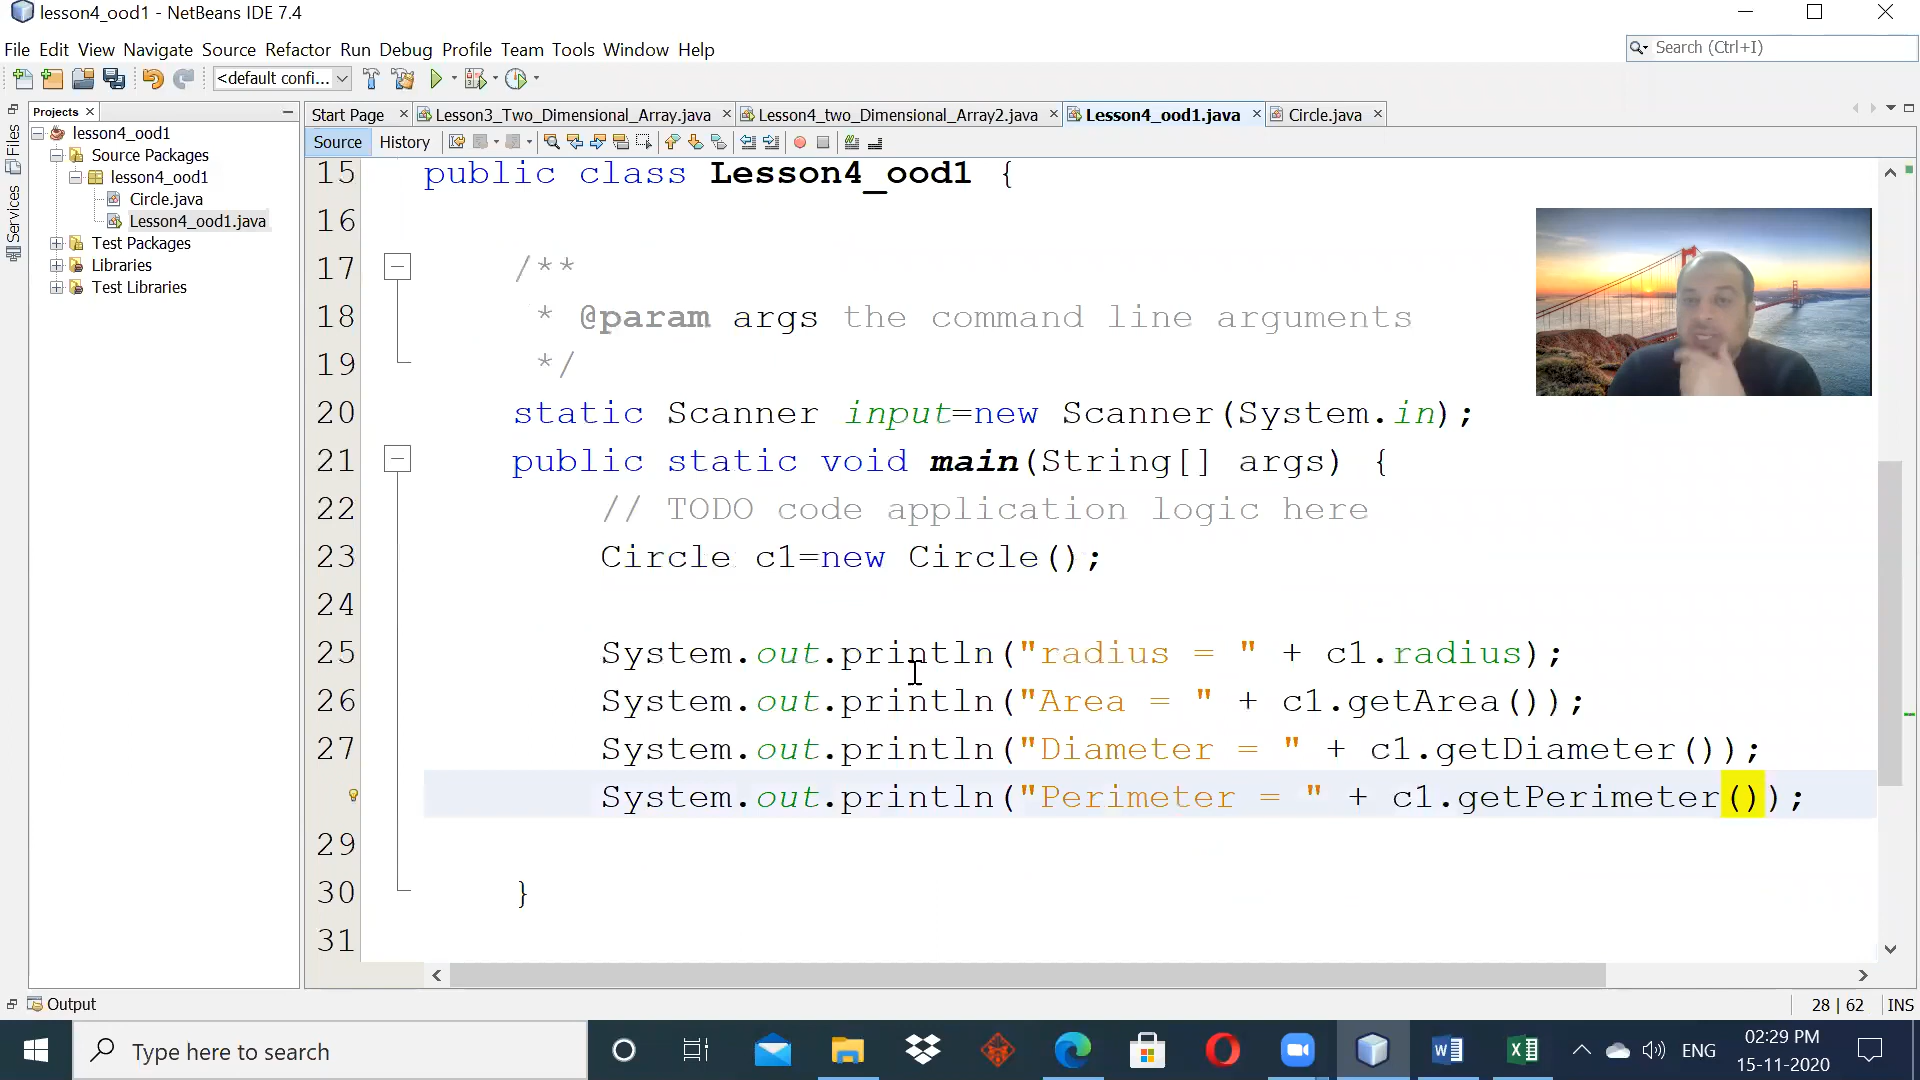 lesson4_ood1 - NetBeans IDE 7.4
File Edit View Navigate Source Refactor Run Debug Profile Team Tools Window Help
Search (Ctrl+I)
<default confi...
Projects
Start Page
Lesson3_Two_Dimensional_Array.java
Lesson4_two_Dimensional_Array2.java
Lesson4_ood1.java
Circle.java
Files
Services
lesson4_ood1
Source Packages
lesson4_ood1
Circle.java
Lesson4_ood1.java
Test Packages
Libraries
Test Libraries
Source History
15 public class Lesson4_ood1 {
16
17 /**
18 * @param args the command line arguments
19 */
20 static Scanner input=new Scanner(System.in);
21 public static void main(String[] args) {
22 // TODO code application logic here
23 Circle c1=new Circle();
24
25 System.out.println("radius = " + c1.radius);
26 System.out.println("Area = " + c1.getArea());
27 System.out.println("Diameter = " + c1.getDiameter());
System.out.println("Perimeter = " + c1.getPerimeter());
29
30 }
31
Output
28 | 62 INS
Type here to search
ENG
02:29 PM
15-11-2020